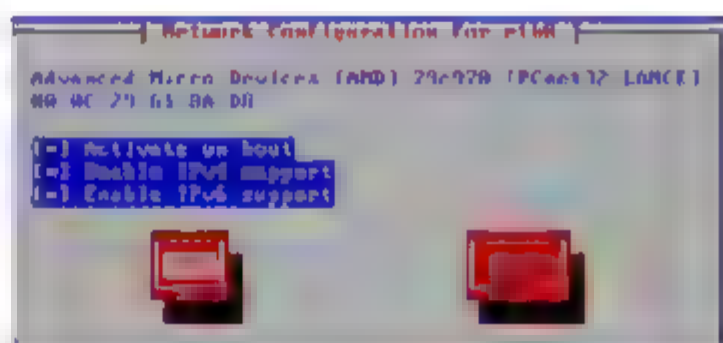 Network Configuration for eth0
Advanced Micro Devices [AMD] 79c970 [PCnet32 LANCE]
[*] Activate on boot
[*] Enable IPv4 support
[*] Enable IPv6 support